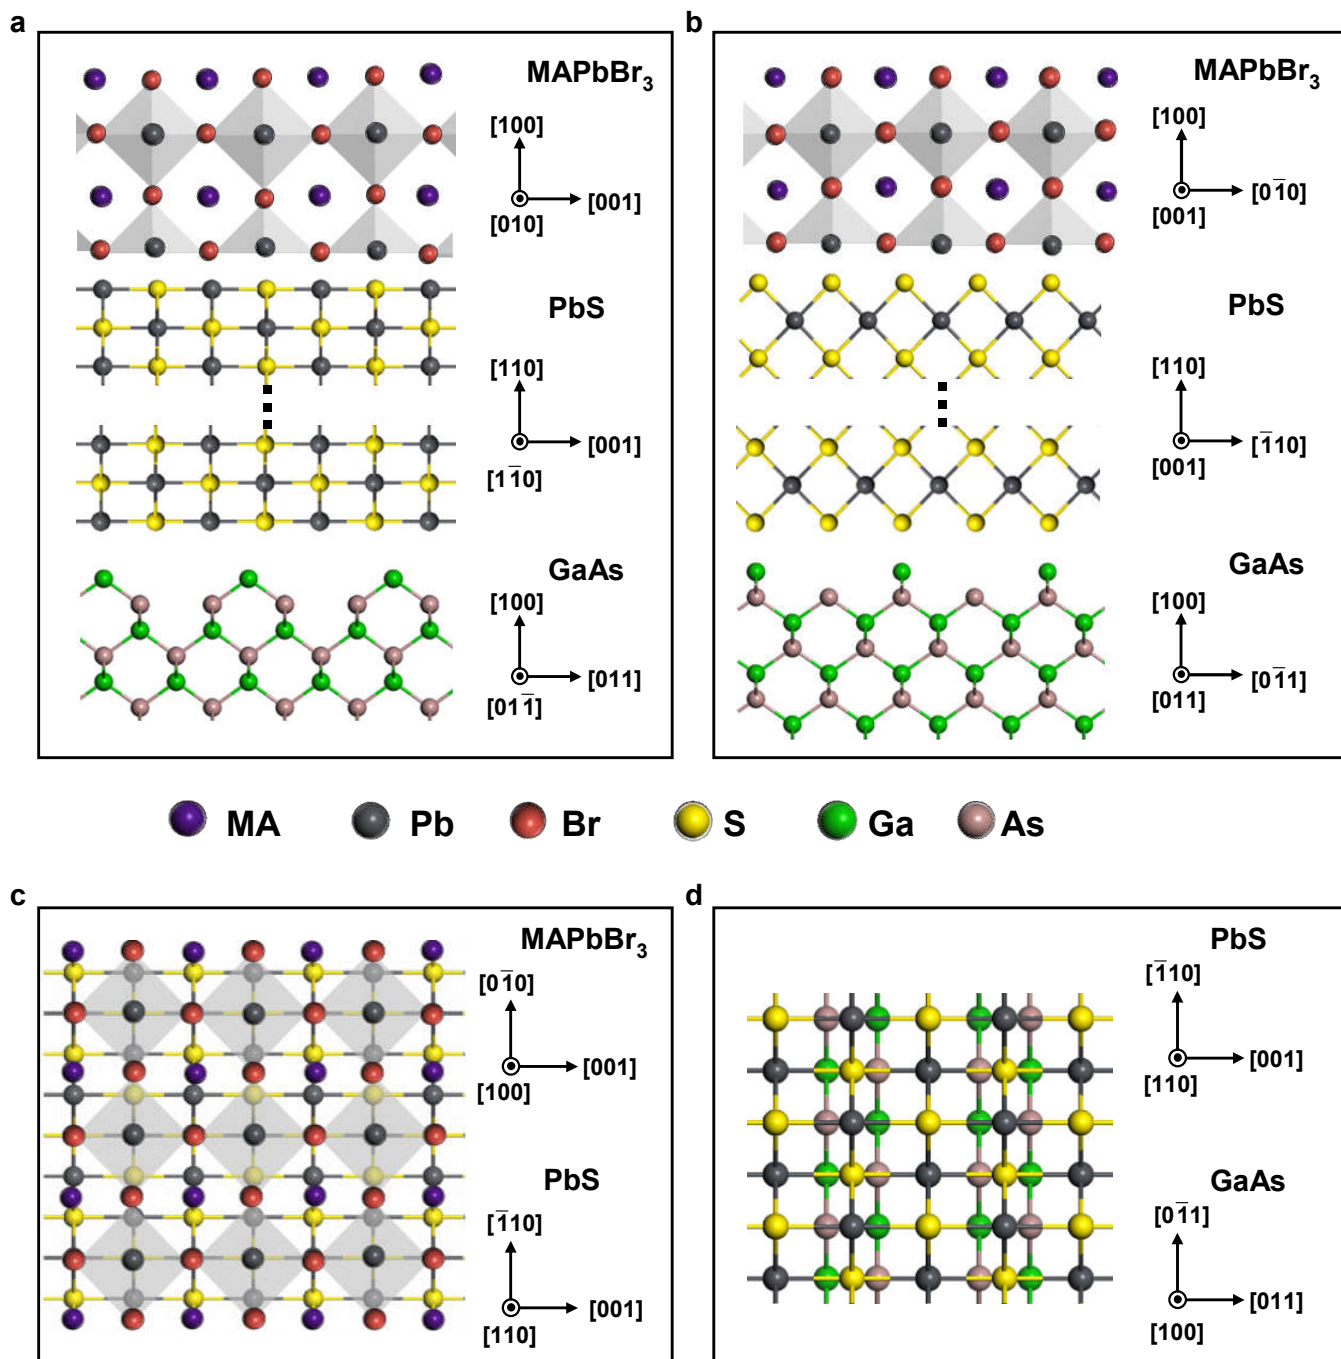 a
MAPbBr₃
[100]
[001]
[010]
PbS
[110]
[001]
[11̅0]
GaAs
[100]
[011]
[011̅]
b
MAPbBr₃
[100]
[01̅0]
[001]
PbS
[110]
[1̅10]
[001]
GaAs
[100]
[01̅1]
[011]
MA Pb Br S Ga As
c
MAPbBr₃
[01̅0]
[001]
[100]
PbS
[1̅10]
[001]
[110]
d
PbS
[1̅10]
[001]
[110]
GaAs
[01̅1]
[011]
[100]